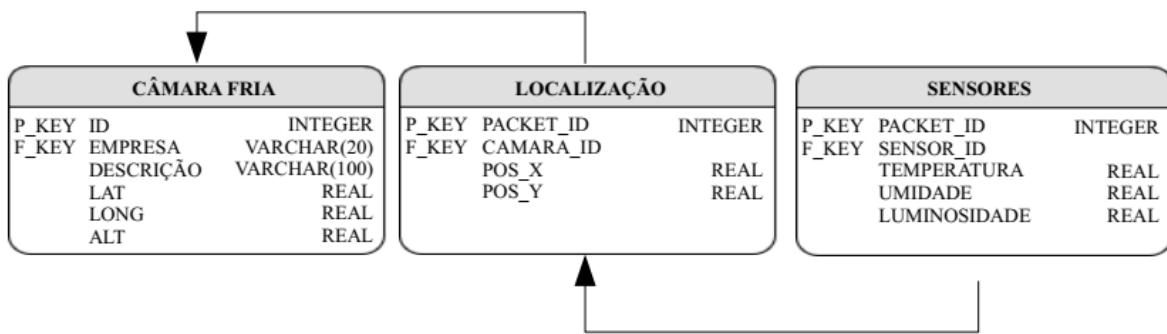 CÂMARA FRIA
P_KEY ID INTEGER
F_KEY EMPRESA VARCHAR(20)
DESCRIÇÃO VARCHAR(100)
LAT REAL
LONG REAL
ALT REAL
LOCALIZAÇÃO
P_KEY PACKET_ID INTEGER
F_KEY CAMARA_ID
POS_X REAL
POS_Y REAL
SENSORES
P_KEY PACKET_ID INTEGER
F_KEY SENSOR_ID
TEMPERATURA REAL
UMIDADE REAL
LUMINOSIDADE REAL